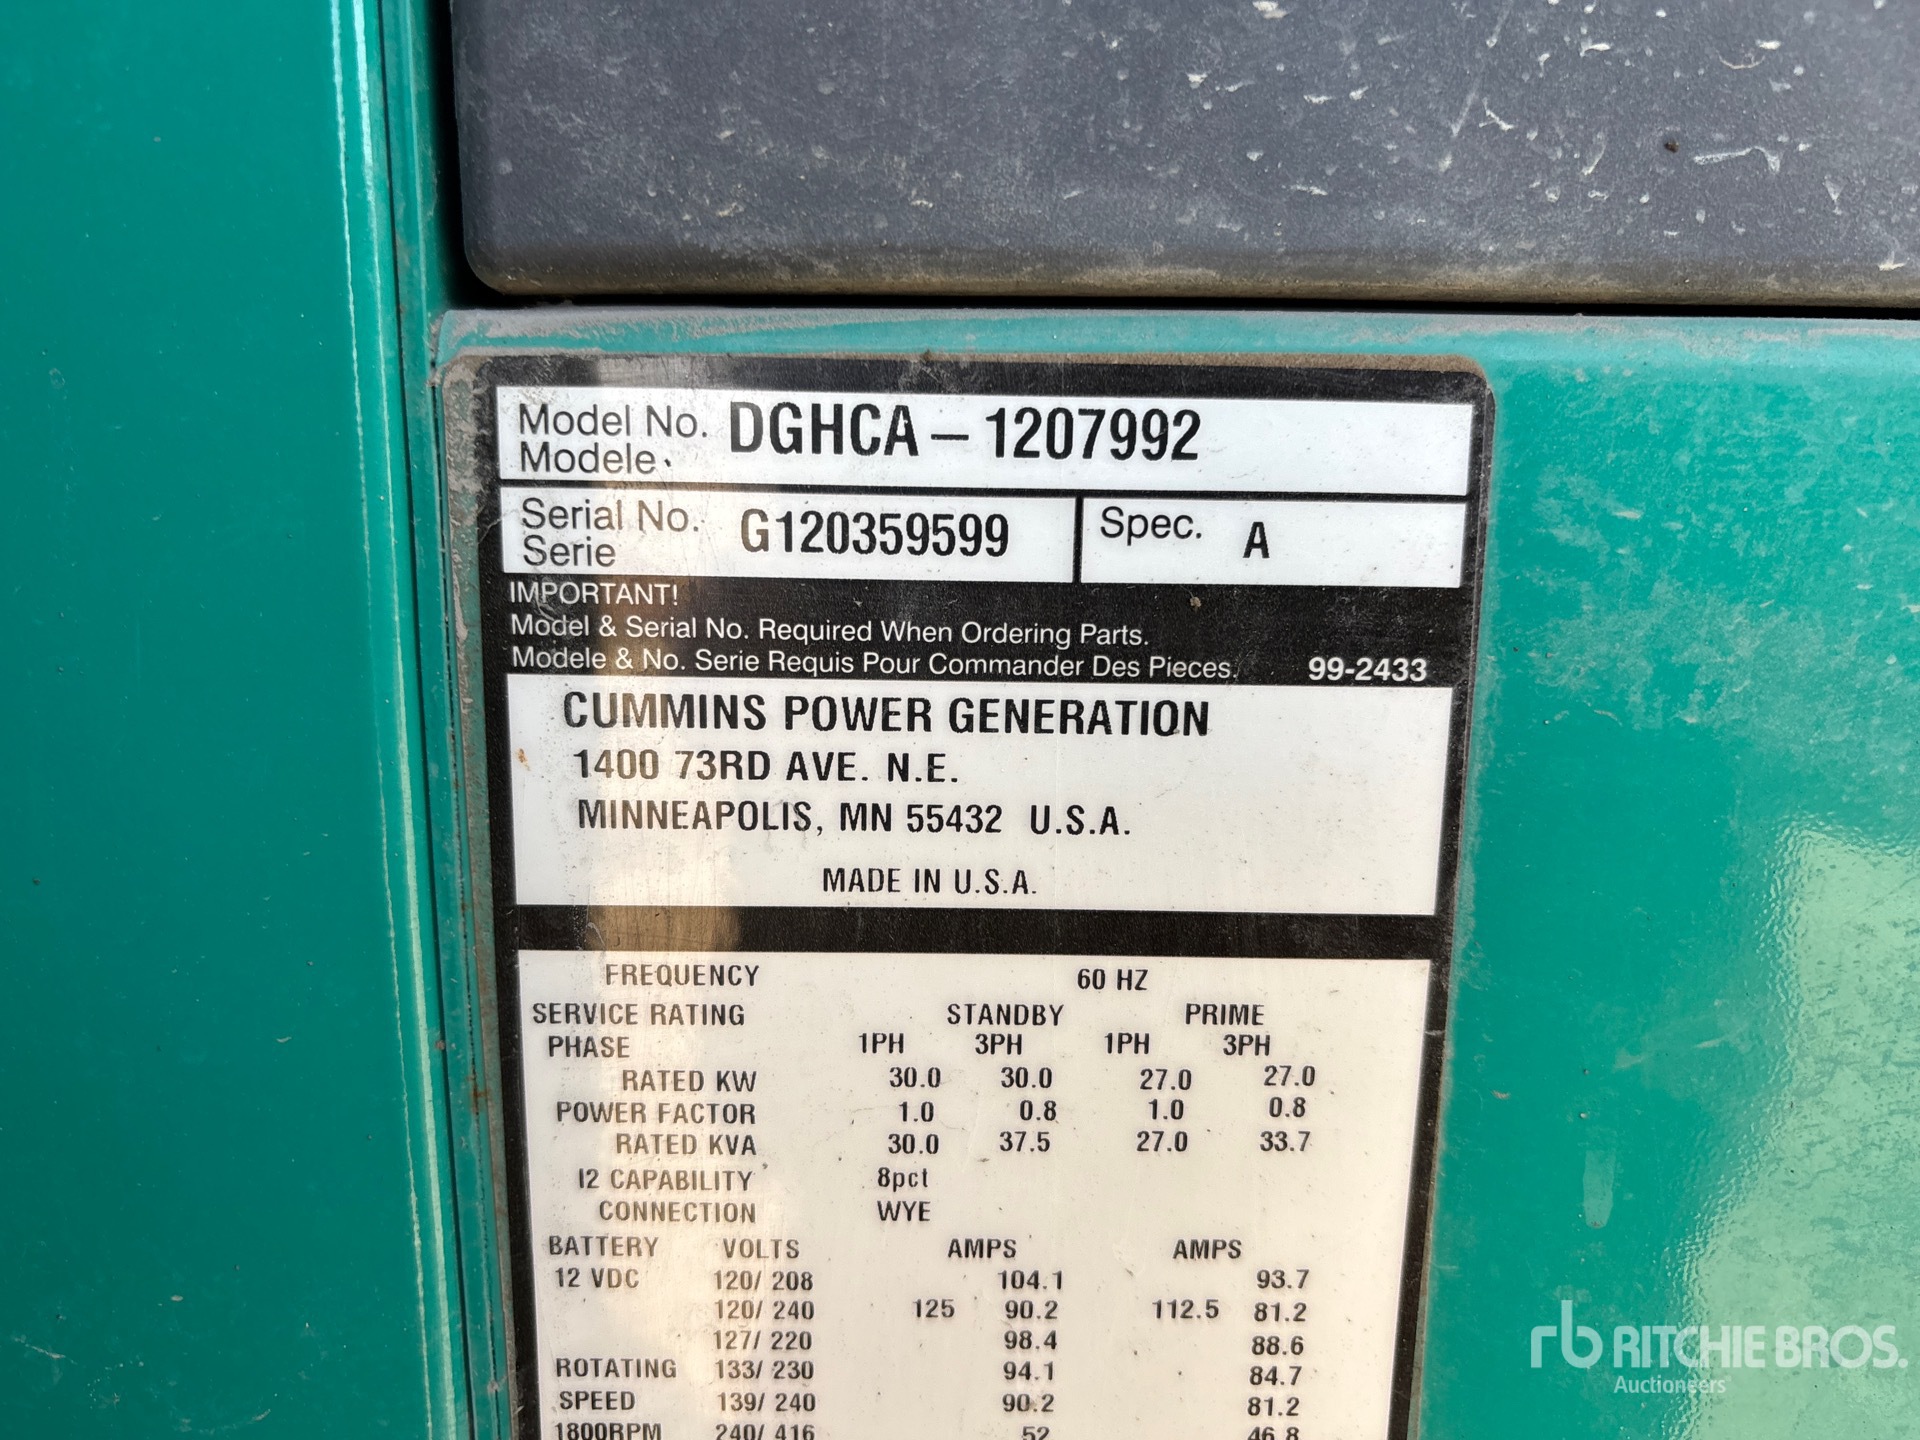 Model No. DGHCA – 1207992
Modele
Serial No. G120359599 Spec. A
Serie
IMPORTANT!
Model & Serial No. Required When Ordering Parts.
Modele & No. Serie Requis Pour Commander Des Pieces. 99-2433
CUMMINS POWER GENERATION
1400 73RD AVE. N.E.
MINNEAPOLIS, MN 55432 U.S.A.
MADE IN U.S.A.
FREQUENCY 60 HZ
SERVICE RATING STANDBY PRIME
PHASE 1PH 3PH 1PH 3PH
RATED KW 30.0 30.0 27.0 27.0
POWER FACTOR 1.0 0.8 1.0 0.8
RATED KVA 30.0 37.5 27.0 33.7
I2 CAPABILITY 8pct
CONNECTION WYE
BATTERY VOLTS AMPS AMPS
12 VDC 120/ 208 104.1 93.7
120/ 240 125 90.2 112.5 81.2
127/ 220 98.4 88.6
ROTATING 133/ 230 94.1 84.7
SPEED 139/ 240 90.2 81.2
1800RPM 240/ 416 52 46.8
rb RITCHIE BROS.
Auctioneers